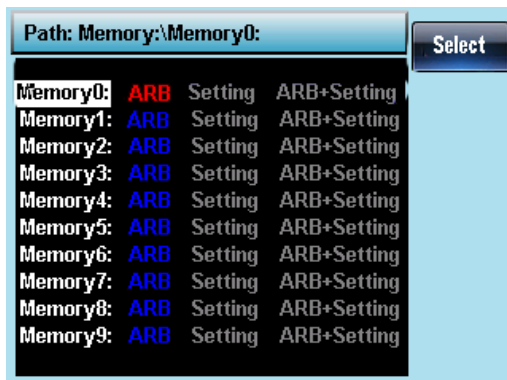 Path: Memory:\Memory0:
Select
Memory0: ARB Setting ARB+Setting
Memory1: ARB Setting ARB+Setting
Memory2: ARB Setting ARB+Setting
Memory3: ARB Setting ARB+Setting
Memory4: ARB Setting ARB+Setting
Memory5: ARB Setting ARB+Setting
Memory6: ARB Setting ARB+Setting
Memory7: ARB Setting ARB+Setting
Memory8: ARB Setting ARB+Setting
Memory9: ARB Setting ARB+Setting